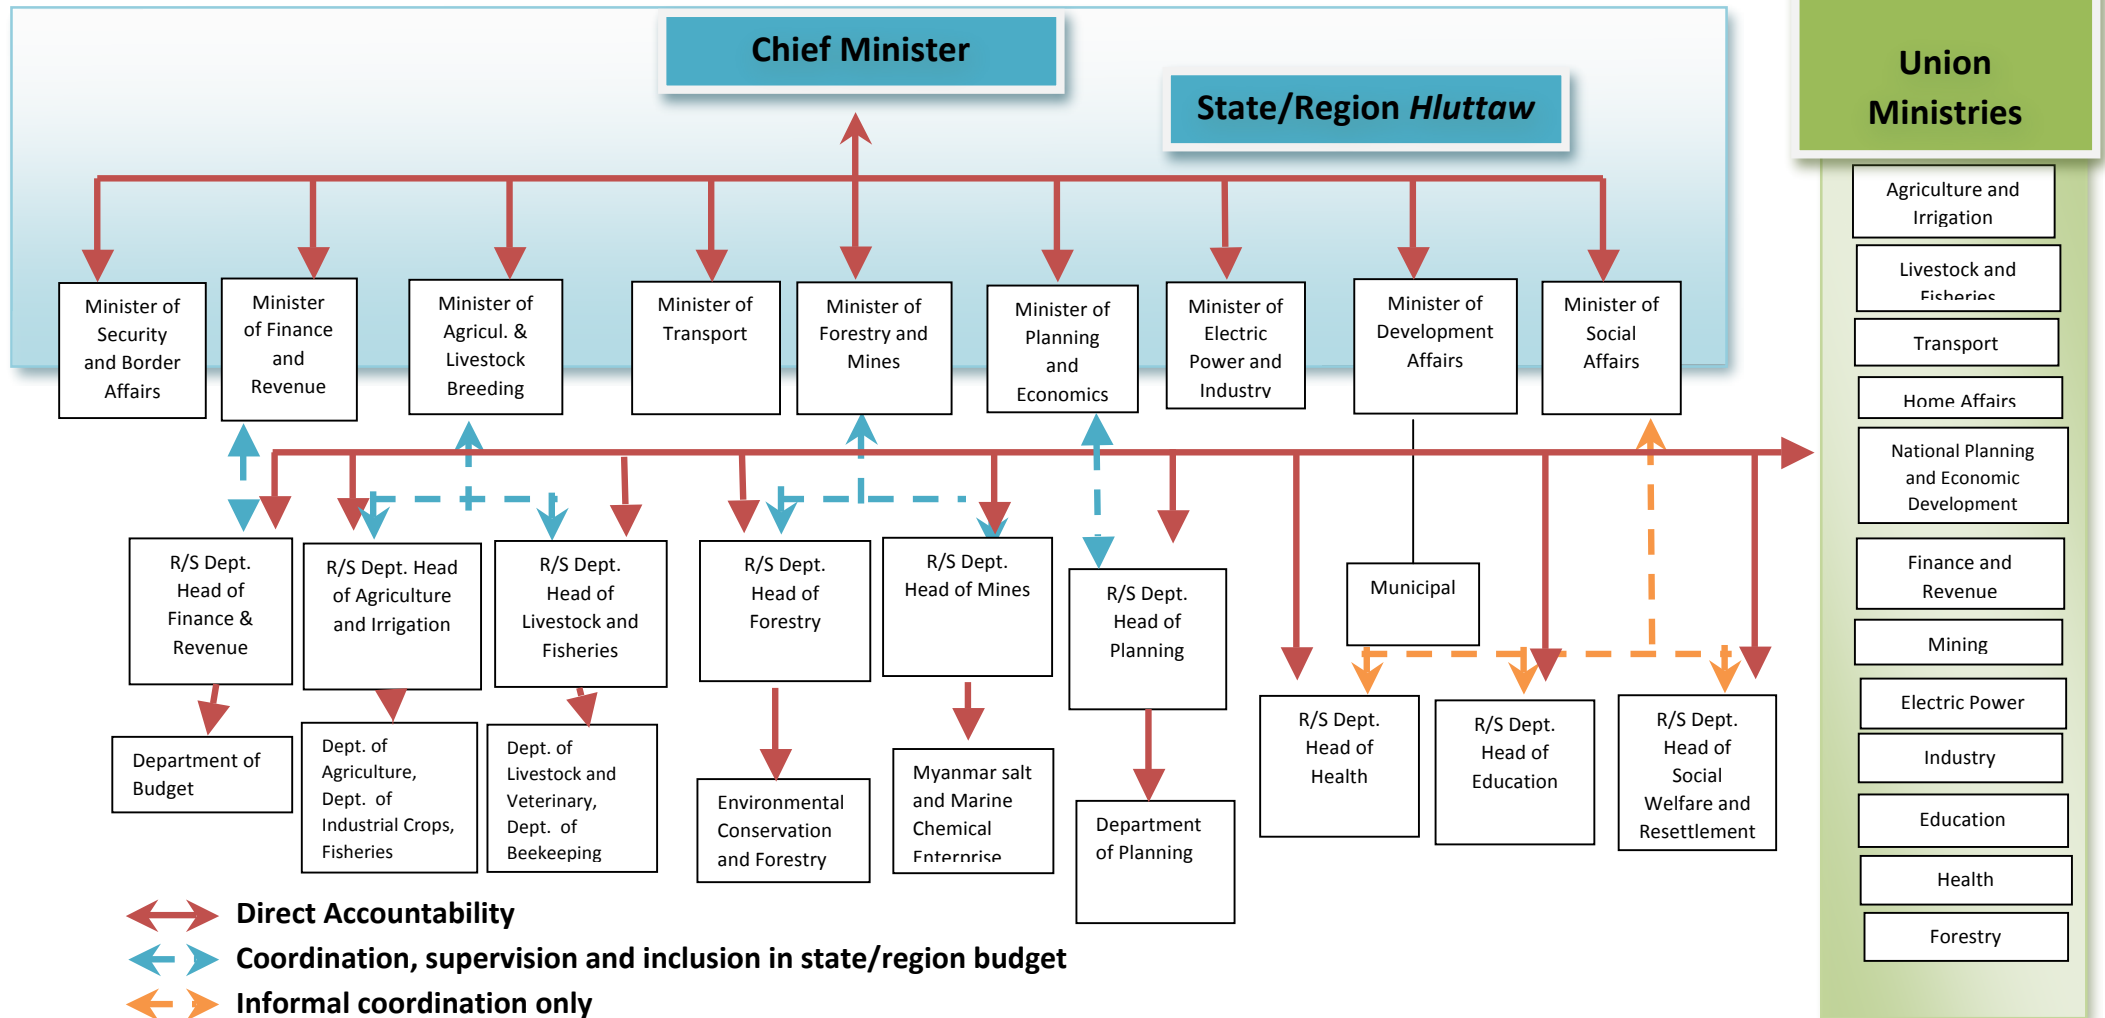 Chief Minister
State/Region Hluttaw
Union
Ministries
Minister of
Security
and Border
Affairs
Minister
of Finance
and
Revenue
Minister of
Agricul. &
Livestock
Breeding
Minister of
Transport
Minister of
Forestry and
Mines
Minister of
Planning
and
Economics
Minister of
Electric
Power and
Industry
Minister of
Development
Affairs
Minister of
Social
Affairs
R/S Dept.
Head of
Finance &
Revenue
R/S Dept. Head
of Agriculture
and Irrigation
R/S Dept.
Head of
Livestock and
Fisheries
R/S Dept.
Head of
Forestry
R/S Dept.
Head of Mines
R/S Dept.
Head of
Planning
Municipal
R/S Dept.
Head of
Health
R/S Dept.
Head of
Education
R/S Dept.
Head of
Social
Welfare and
Resettlement
Department of
Budget
Dept. of
Agriculture,
Dept. of
Industrial Crops,
Fisheries
Dept. of
Livestock and
Veterinary,
Dept. of
Beekeeping
Environmental
Conservation
and Forestry
Myanmar salt
and Marine
Chemical
Enterprise
Department
of Planning
Agriculture and
Irrigation
Livestock and
Fisheries
Transport
Home Affairs
National Planning
and Economic
Development
Finance and
Revenue
Mining
Electric Power
Industry
Education
Health
Forestry
Direct Accountability
Coordination, supervision and inclusion in state/region budget
Informal coordination only